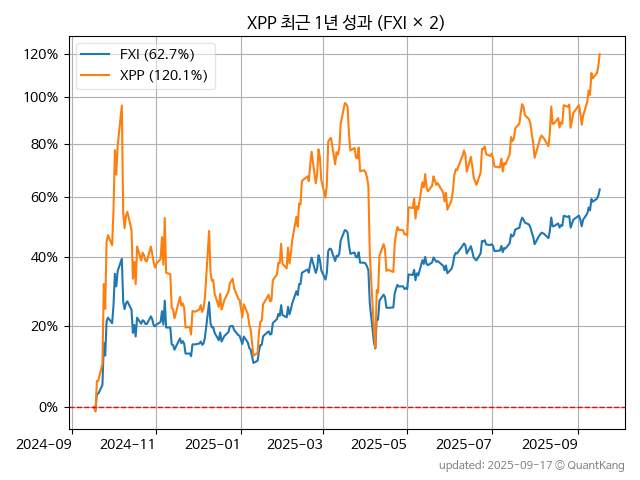 XPP 최근 1년 성과 (FXI × 2)
FXI (62.7%)
XPP (120.1%)
120%
100%
80%
60%
40%
20%
0%
2024-09 2024-11 2025-01 2025-03 2025-05 2025-07 2025-09
updated: 2025-09-17 © QuantKang